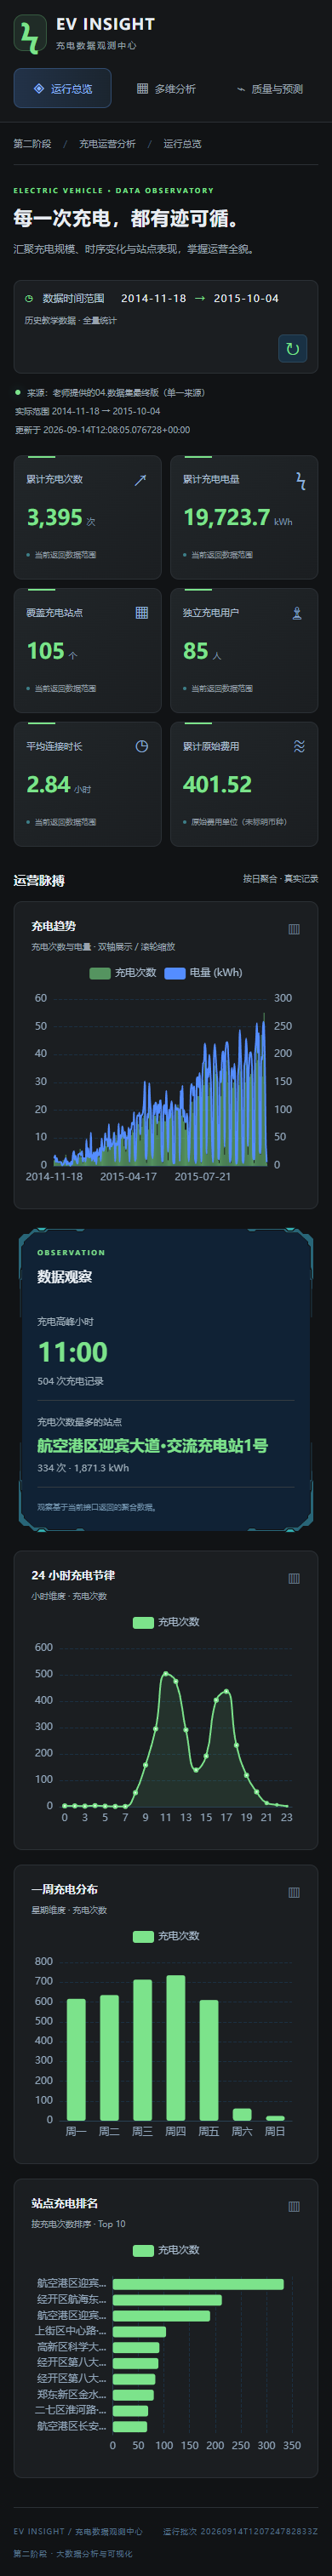 EV INSIGHT
充电数据观测中心
运行总览
多维分析
质量与预测
第二阶段 / 充电运营分析 / 运行总览
ELECTRIC VEHICLE • DATA OBSERVATORY
每一次充电，都有迹可循。
汇聚充电规模、时序变化与站点表现，掌握运营全貌。
数据时间范围 2014-11-18 → 2015-10-04
历史教学数据 · 全量统计
来源：老师提供的04.数据集最终版（单一来源）
实际范围 2014-11-18 → 2015-10-04
更新于 2026-09-14T12:08:05.076728+00:00
累计充电次数
3,395 次
当前返回数据范围
累计充电电量
19,723.7 kWh
当前返回数据范围
覆盖充电站点
105 个
当前返回数据范围
独立充电用户
85 人
当前返回数据范围
平均连接时长
2.84 小时
当前返回数据范围
累计原始费用
401.52
原始费用单位（未标明币种）
运营脉搏
按日聚合 · 真实记录
充电趋势
充电次数与电量 · 双轴展示 / 滚轮缩放
充电次数 电量 (kWh)
60 300
50 250
40 200
30 150
20 100
10 50
0 0
2014-11-18 2015-04-17 2015-07-21
OBSERVATION
数据观察
充电高峰小时
11:00
504 次充电记录
充电次数最多的站点
航空港区迎宾大道•交流充电站1号
334 次 · 1,871.3 kWh
观察基于当前接口返回的聚合数据。
24 小时充电节律
小时维度 · 充电次数
充电次数
600
500
400
300
200
100
0
0 3 5 7 9 11 13 15 17 19 21 23
一周充电分布
星期维度 · 充电次数
充电次数
800
700
600
500
400
300
200
100
0
周一 周二 周三 周四 周五 周六 周日
站点充电排名
按充电次数排序 · Top 10
充电次数
航空港区迎宾...
经开区航海东...
航空港区迎宾...
上街区中心路·...
高新区科学大...
经开区第八大...
经开区第八大...
郑东新区金水...
二七区淮河路·...
航空港区长安...
0 50 100 150 200 250 300 350
EV INSIGHT / 充电数据观测中心
运行批次 20260914T120724782833Z
第二阶段 · 大数据分析与可视化